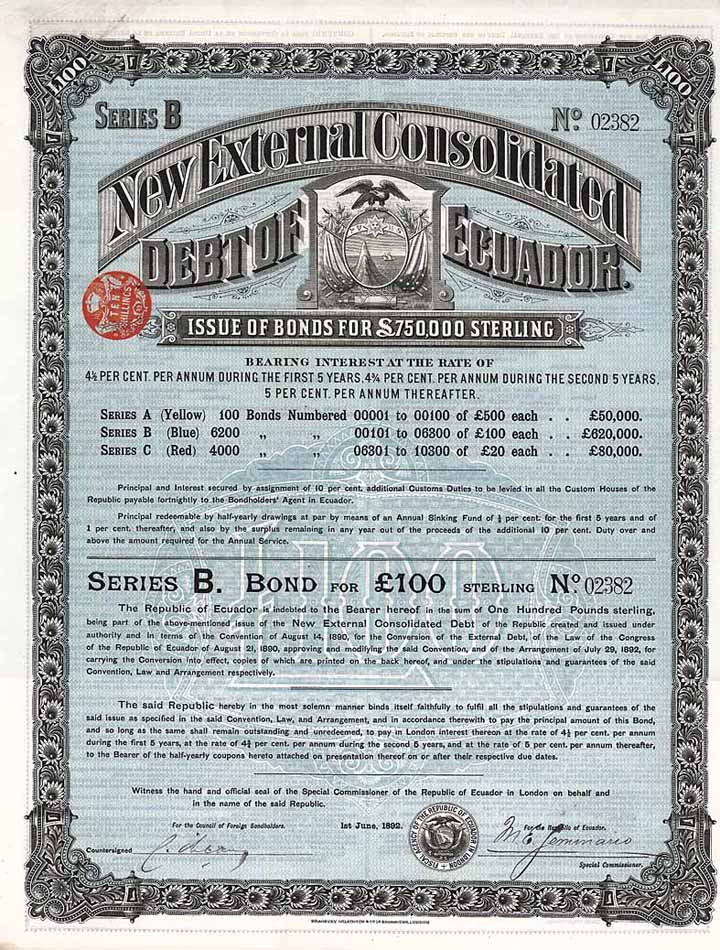 £100
£100
SERIES B
No. 02382
New External Consolidated
DEBT OF ECUADOR.
TEN SHILLINGS
ISSUE OF BONDS FOR £750,000 STERLING
BEARING INTEREST AT THE RATE OF
4½ PER CENT. PER ANNUM DURING THE FIRST 5 YEARS, 4¾ PER CENT. PER ANNUM DURING THE SECOND 5 YEARS,
5 PER CENT. PER ANNUM THEREAFTER.
SERIES A (Yellow) 100 Bonds Numbered 00001 to 00100 of £500 each . . £50,000.
SERIES B (Blue) 6200 „ „ 00101 to 06300 of £100 each . . £620,000.
SERIES C (Red) 4000 „ „ 06301 to 10300 of £20 each . . £80,000.
Principal and Interest secured by assignment of 10 per cent. additional Customs Duties to be levied in all the Custom Houses of the
Republic payable fortnightly to the Bondholders' Agent in Ecuador.
Principal redeemable by half-yearly drawings at par by means of an Annual Sinking Fund of ½ per cent. for the first 5 years and of
1 per cent. thereafter, and also by the surplus remaining in any year out of the proceeds of the additional 10 per cent. Duty over and
above the amount required for the Annual Service.
£100
SERIES B. BOND FOR £100 STERLING No. 02382
The Republic of Ecuador is indebted to the Bearer hereof in the sum of One Hundred Pounds sterling,
being part of the above-mentioned issue of the New External Consolidated Debt of the Republic created and issued under
authority and in terms of the Convention of August 14, 1890, for the Conversion of the External Debt, of the Law of the Congress
of the Republic of Ecuador of August 1890, approving and modifying the said Convention, and of the Arrangement of July 29, 1892, for
carrying the Conversion into effect, copies of which are printed on the back hereof, and under the stipulations and guarantees of the said
Convention, Law and Arrangement respectively.
The said Republic hereby in the most solemn manner binds itself faithfully to fulfil all the stipulations and guarantees of the
said issue as specified in the said Convention, Law, and Arrangement, and in accordance therewith to pay the principal amount of this Bond,
and so long as the same shall remain outstanding and unredeemed, to pay in London interest thereon at the rate of 4½ per cent. per annum
during the first 5 years, at the rate of 4¾ per cent. per annum during the second 5 years, and at the rate of 5 per cent. per annum thereafter,
to the Bearer of the half-yearly coupons hereto attached on presentation thereof on or after their respective due dates.
Witness the hand and official seal of the Special Commissioner of the Republic of Ecuador in London on behalf and
in the name of the said Republic.
For the Council of Foreign Bondholders.
1st June, 1892.
For the Republic of Ecuador.
Countersigned
FISCAL AGENCY OF THE REPUBLIC OF ECUADOR LONDON
Special Commissioner.
£100
£100